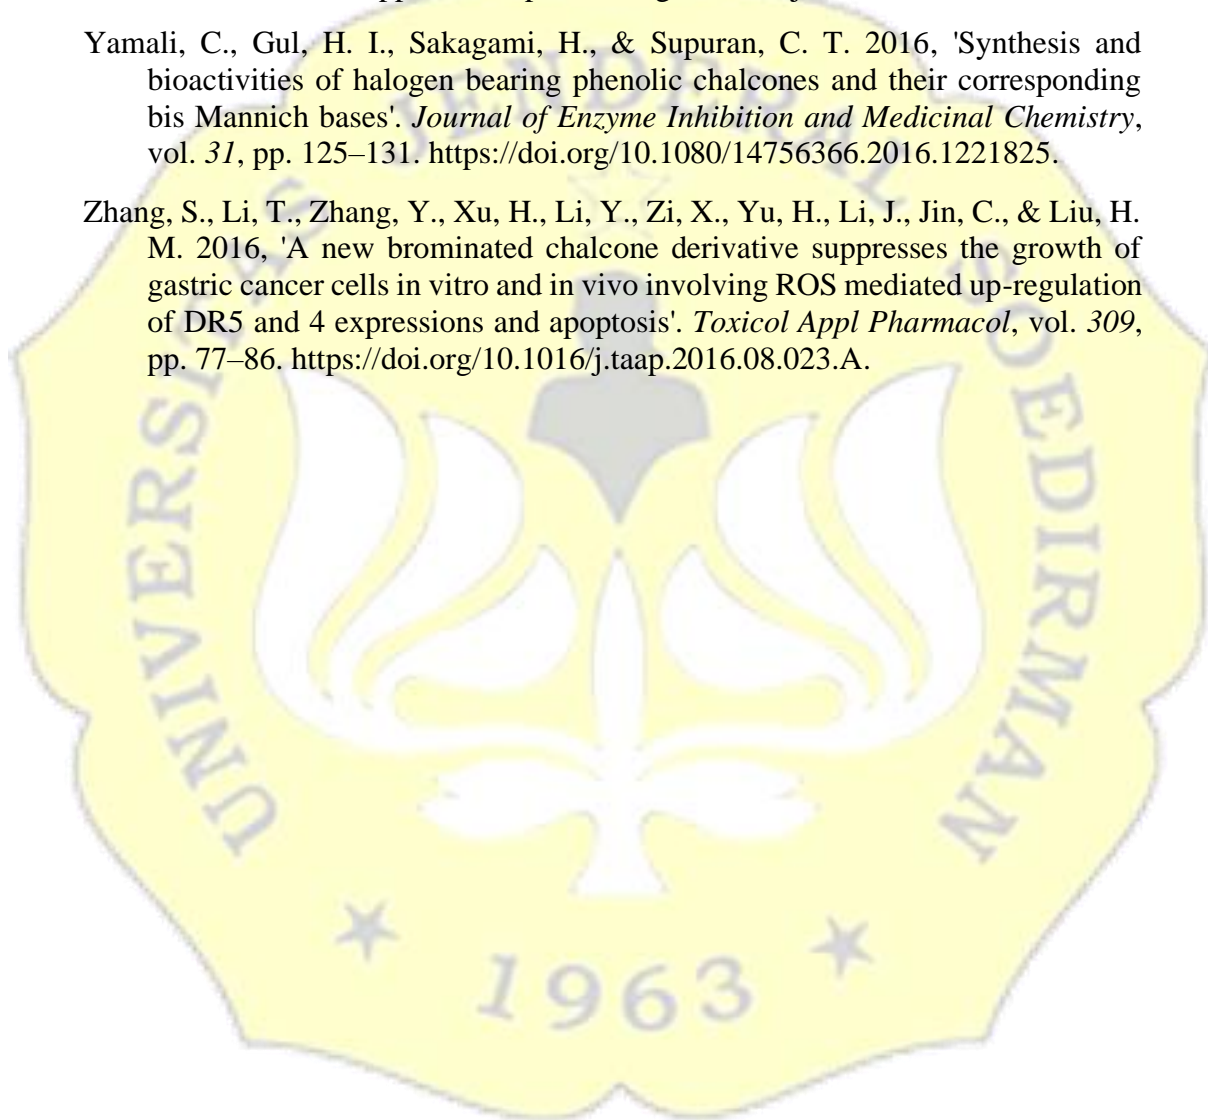 Yamali, C., Gul, H. I., Sakagami, H., & Supuran, C. T. 2016, 'Synthesis and
bioactivities of halogen bearing phenolic chalcones and their corresponding
bis Mannich bases'. Journal of Enzyme Inhibition and Medicinal Chemistry,
vol. 31, pp. 125–131. https://doi.org/10.1080/14756366.2016.1221825.
Zhang, S., Li, T., Zhang, Y., Xu, H., Li, Y., Zi, X., Yu, H., Li, J., Jin, C., & Liu, H.
M. 2016, 'A new brominated chalcone derivative suppresses the growth of
gastric cancer cells in vitro and in vivo involving ROS mediated up-regulation
of DR5 and 4 expressions and apoptosis'. Toxicol Appl Pharmacol, vol. 309,
pp. 77–86. https://doi.org/10.1016/j.taap.2016.08.023.A.
UNIVERSITAS JENDERAL SOEDIRMAN
1963